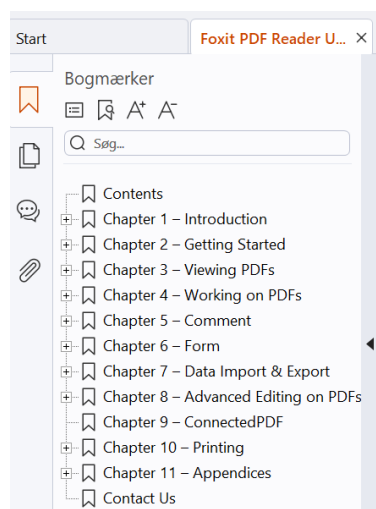 Start
Foxit PDF Reader U...
Bogmærker
Søg...
Contents
Chapter 1 – Introduction
Chapter 2 – Getting Started
Chapter 3 – Viewing PDFs
Chapter 4 – Working on PDFs
Chapter 5 – Comment
Chapter 6 – Form
Chapter 7 – Data Import & Export
Chapter 8 – Advanced Editing on PDFs
Chapter 9 – ConnectedPDF
Chapter 10 – Printing
Chapter 11 – Appendices
Contact Us